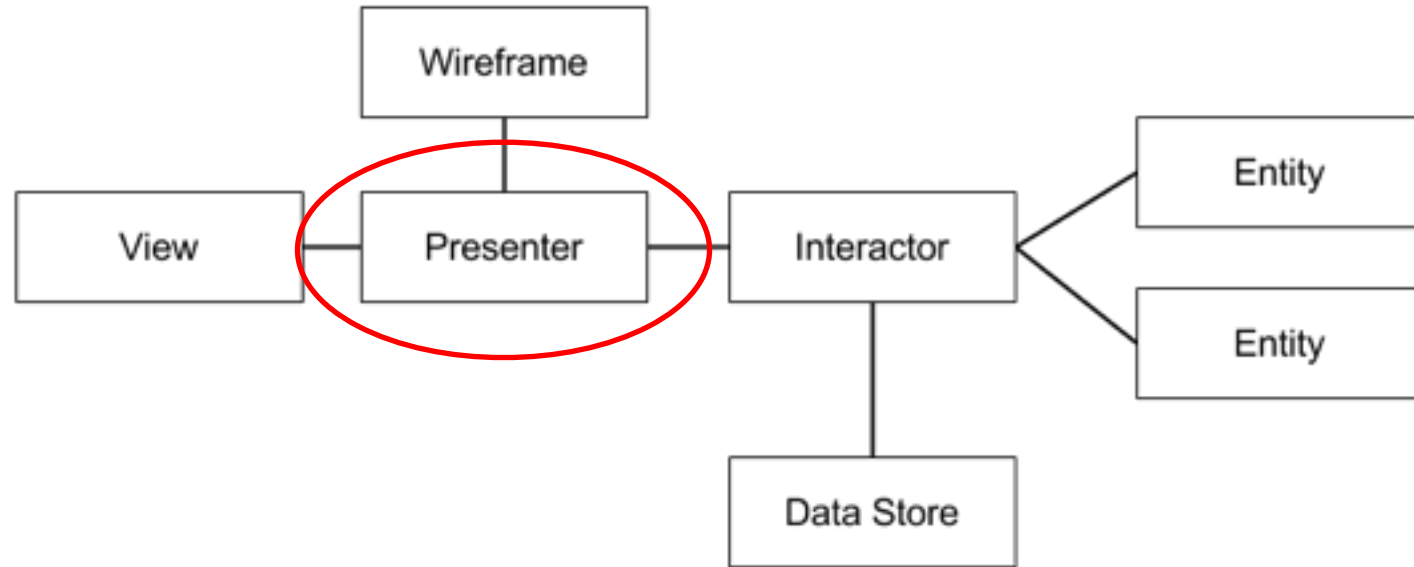 Wireframe
View
Presenter
Interactor
Entity
Entity
Data Store